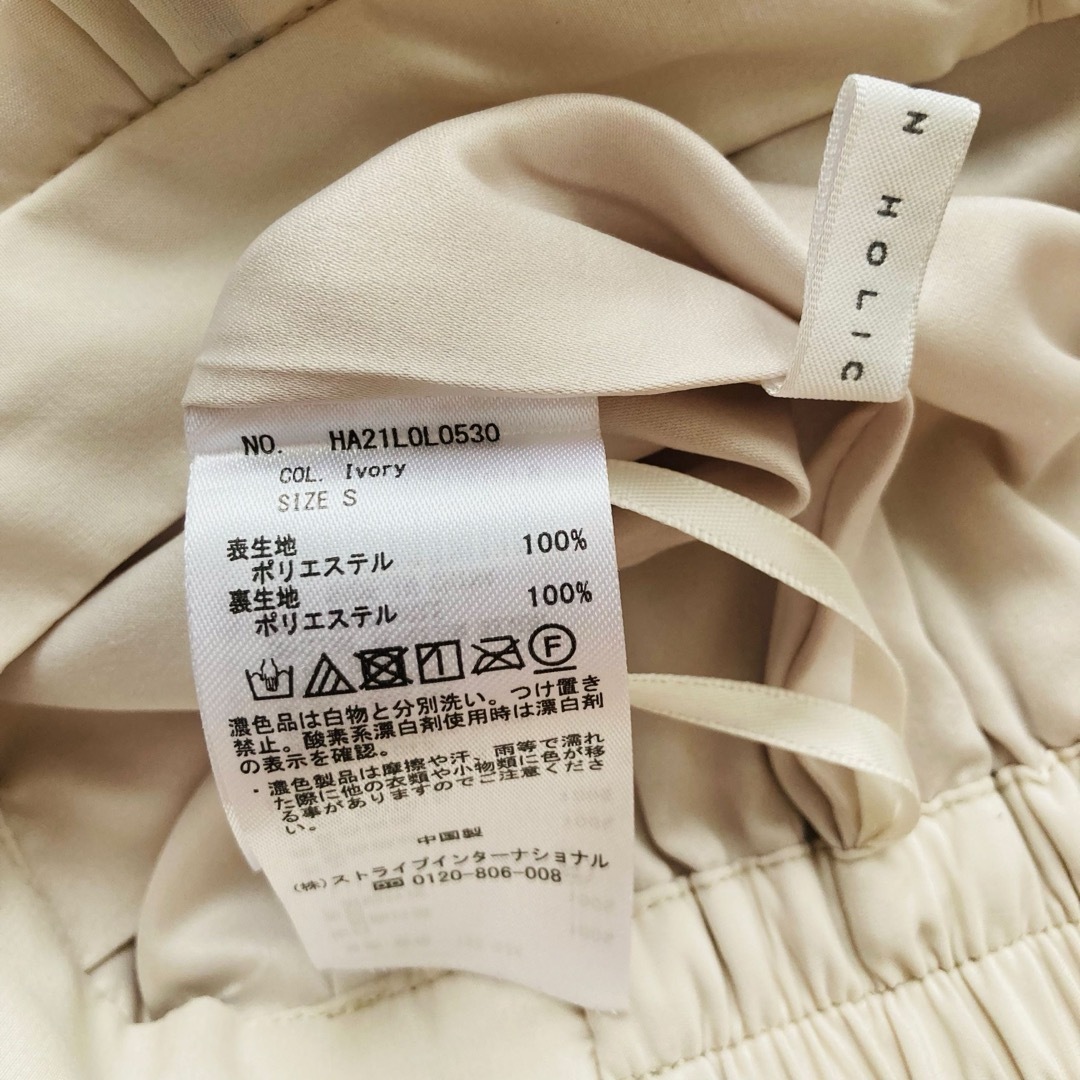 N HOLIC
NO. HA21L0L0530
COL. Ivory
SIZE S
表生地
ポリエステル 100%
裏生地
ポリエステル 100%
F
濃色品は白物と分別洗い。つけ置き
禁止。酸素系漂白剤使用時は漂白剤
の表示を確認。
・濃色製品は摩擦や汗、雨等で濡れ
た際に他の衣類や小物類に色が移
る事がありますのでご注意くださ
い。
中国製
(株)ストライプインターナショナル
0120-806-008